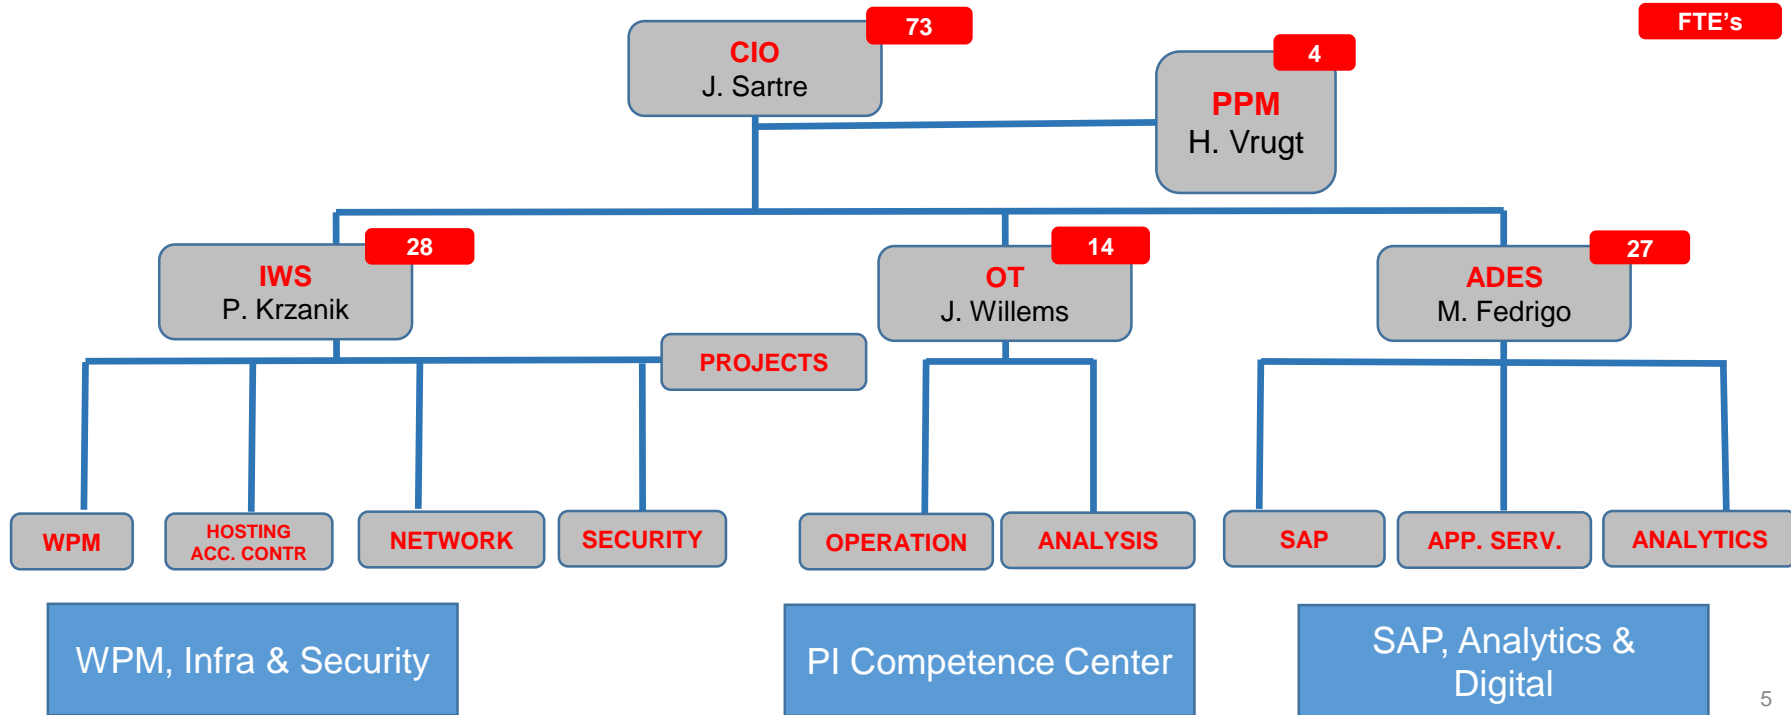 73
FTE's
CIO
J. Sartre
4
PPM
H. Vrugt
28
IWS
P. Krzanik
14
OT
J. Willems
27
ADES
M. Fedrigo
PROJECTS
WPM
HOSTING
ACC. CONTR
NETWORK
SECURITY
OPERATION
ANALYSIS
SAP
APP. SERV.
ANALYTICS
WPM, Infra & Security
PI Competence Center
SAP, Analytics &
Digital
5